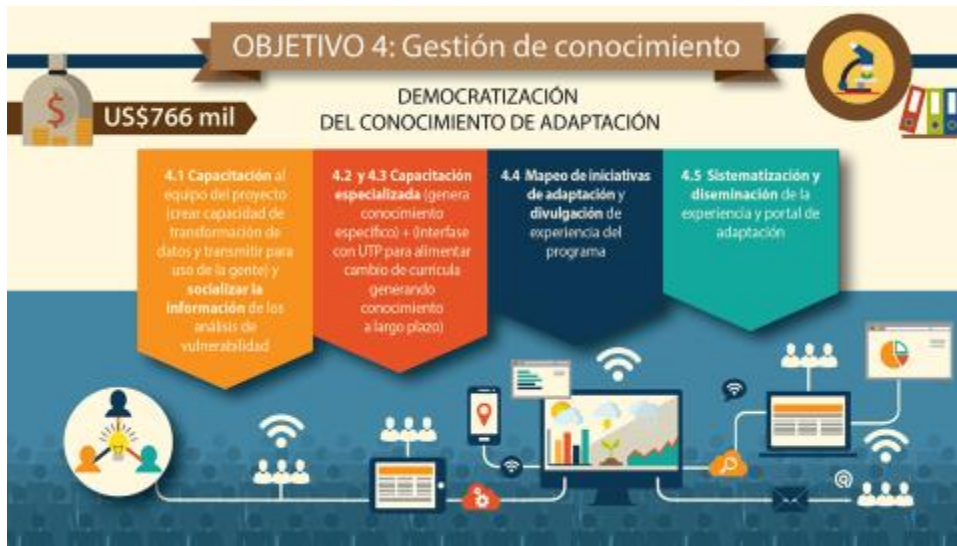 OBJETIVO 4: Gestión de conocimiento
US$766 mil
DEMOCRATIZACIÓN
DEL CONOCIMIENTO DE ADAPTACIÓN
4.1 Capacitación al
equipo del proyecto
(crear capacidad de
transformación de
datos y transmitir para
uso de la gente) y
socializar la
información de los
análisis de
vulnerabilidad
4.2 y 4.3 Capacitación
especializada (genera
conocimiento
específico) + (interfase
con UTP para alimentar
cambio de currícula
generando
conocimiento
a largo plazo)
4.4 Mapeo de iniciativas
de adaptación y
divulgación de
experiencia del
programa
4.5 Sistematización y
diseminación de la
experiencia y portal de
adaptación